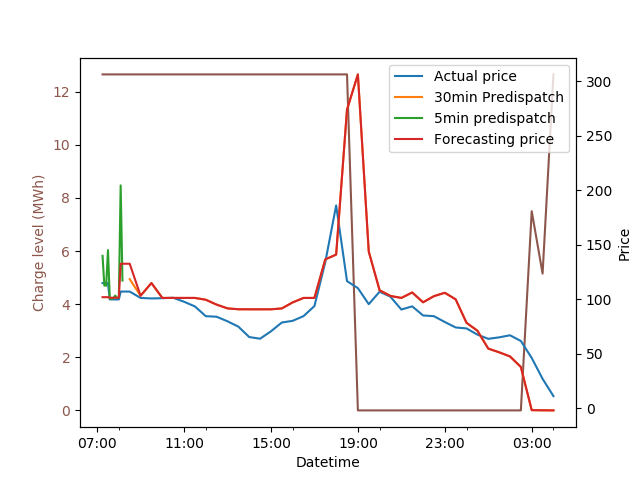 Actual price
30min Predispatch
5min predispatch
Forecasting price
12
10
8
6
4
2
0
Charge level (MWh)
300
250
200
150
100
50
0
Price
07:00 11:00 15:00 19:00 23:00 03:00
Datetime